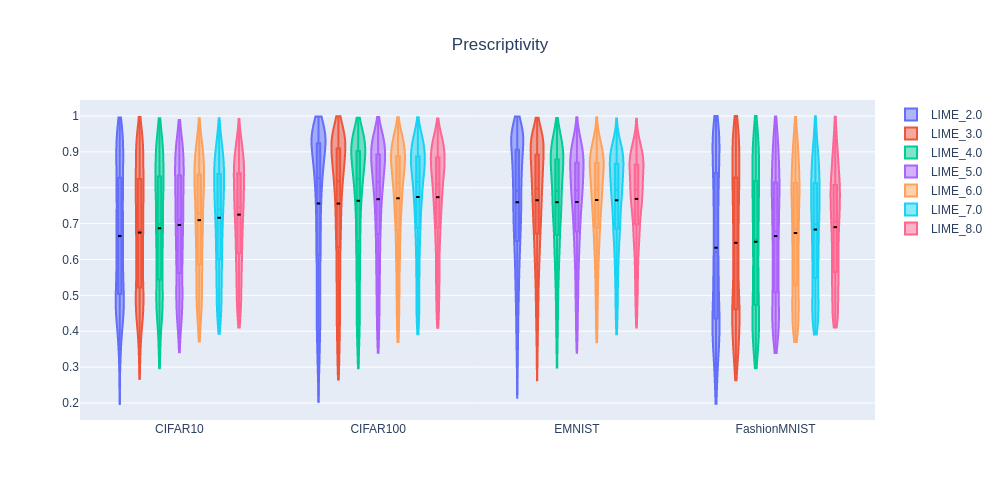 Prescriptivity
1
0.9
0.8
0.7
0.6
0.5
0.4
0.3
0.2
CIFAR10
CIFAR100
EMNIST
FashionMNIST
LIME_2.0
LIME_3.0
LIME_4.0
LIME_5.0
LIME_6.0
LIME_7.0
LIME_8.0